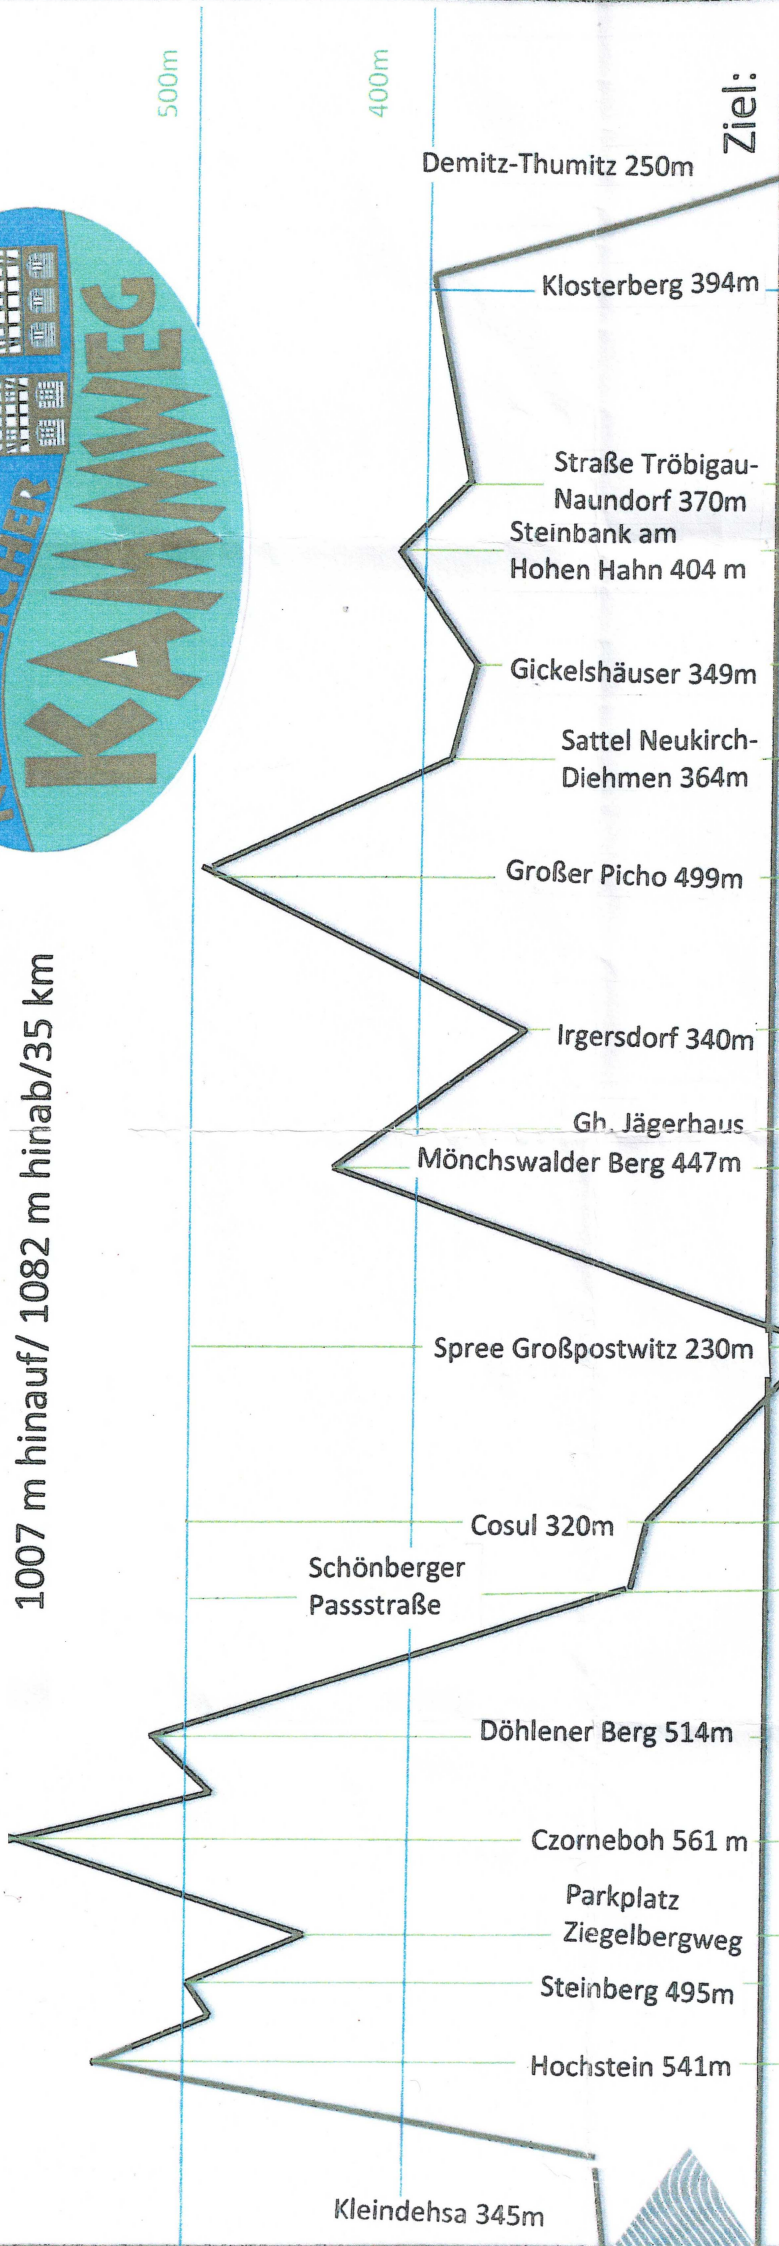 500m
400m
Ziel:
Demitz-Thumitz 250m
Klosterberg 394m
Straße Tröbigau-
Naundorf 370m
Steinbank am
Hohen Hahn 404 m
Gickelshäuser 349m
Sattel Neukirch-
Diehmen 364m
Großer Picho 499m
Irgersdorf 340m
Gh. Jägerhaus
Mönchswalder Berg 447m
Spree Großpostwitz 230m
Cosul 320m
Schönberger
Passstraße
Döhlener Berg 514m
Czorneboh 561 m
Parkplatz
Ziegelbergweg
Steinberg 495m
Hochstein 541m
Kleindehsa 345m
KAMMWEG
1007 m hinauf/ 1082 m hinab/35 km